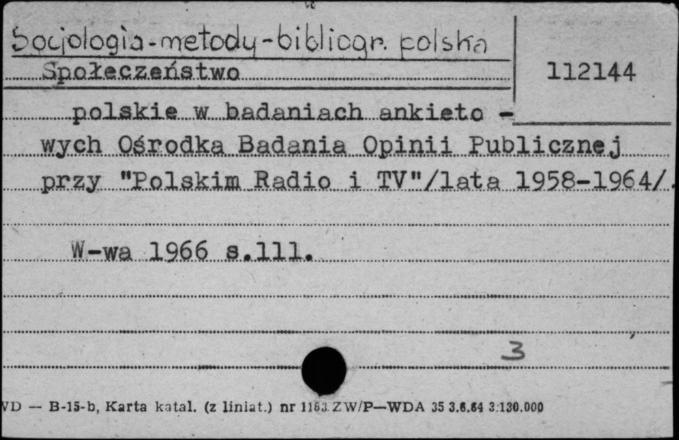 Socjologia-metody-bibliogr. polska
Społeczeństwo
112144
polskie w badaniach ankieto -
wych Ośrodka Badania Opinii Publicznej
przy "Polskim Radio i TV"/lata 1958-1964/.
W-wa 1966 s.111.
3
VD — B-15-b, Karta katal. (z liniat.) nr 1153 ZW/P—WDA 35 3.6.64 3.130.000